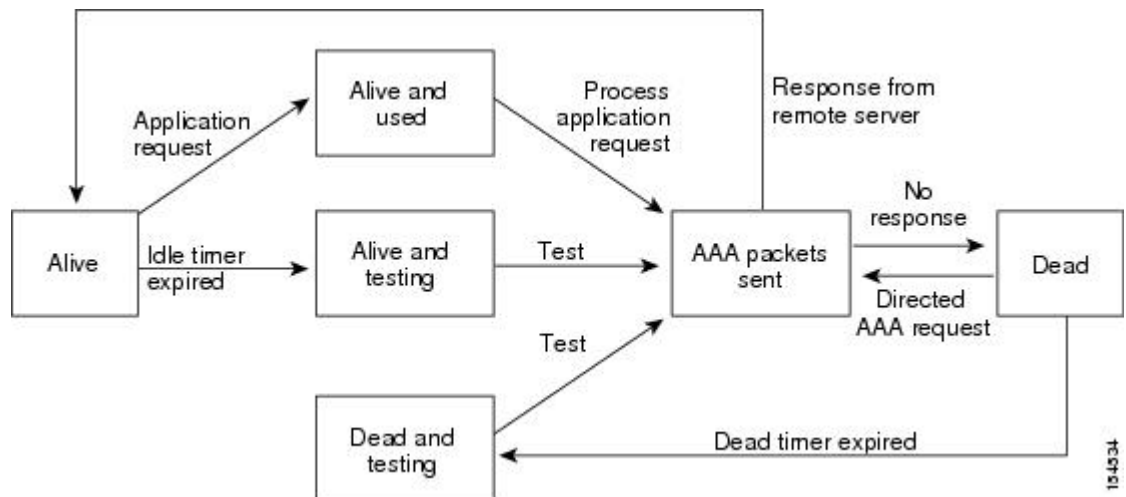 Alive and
used
Process
application
request
Response from
remote server
Application
request
No
response
Alive
Idle timer
expired
Alive and
testing
Test
AAA packets
sent
Dead
Directed
AAA request
Test
Dead and
testing
Dead timer expired
154534